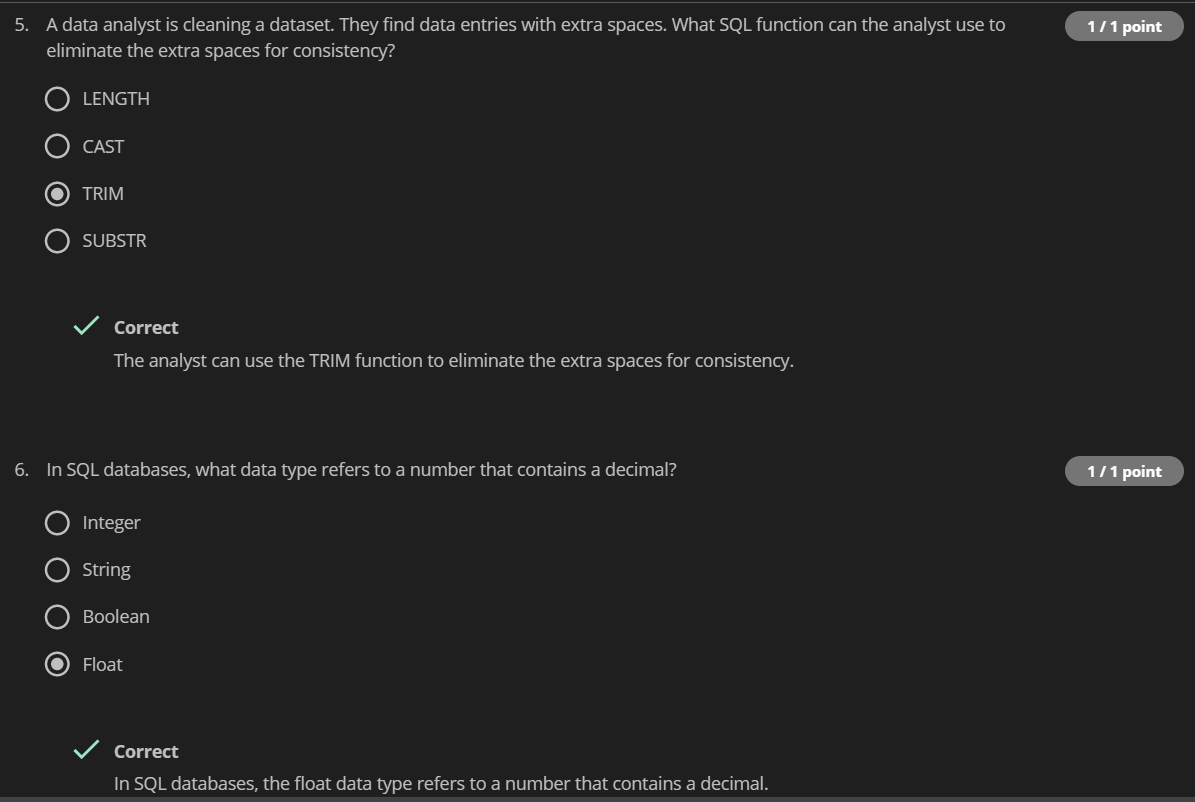 5. A data analyst is cleaning a dataset. They find data entries with extra spaces. What SQL function can the analyst use to
1 / 1 point
eliminate the extra spaces for consistency?
LENGTH
CAST
TRIM
SUBSTR
Correct
The analyst can use the TRIM function to eliminate the extra spaces for consistency.
6. In SQL databases, what data type refers to a number that contains a decimal?
1 / 1 point
Integer
String
Boolean
Float
Correct
In SQL databases, the float data type refers to a number that contains a decimal.